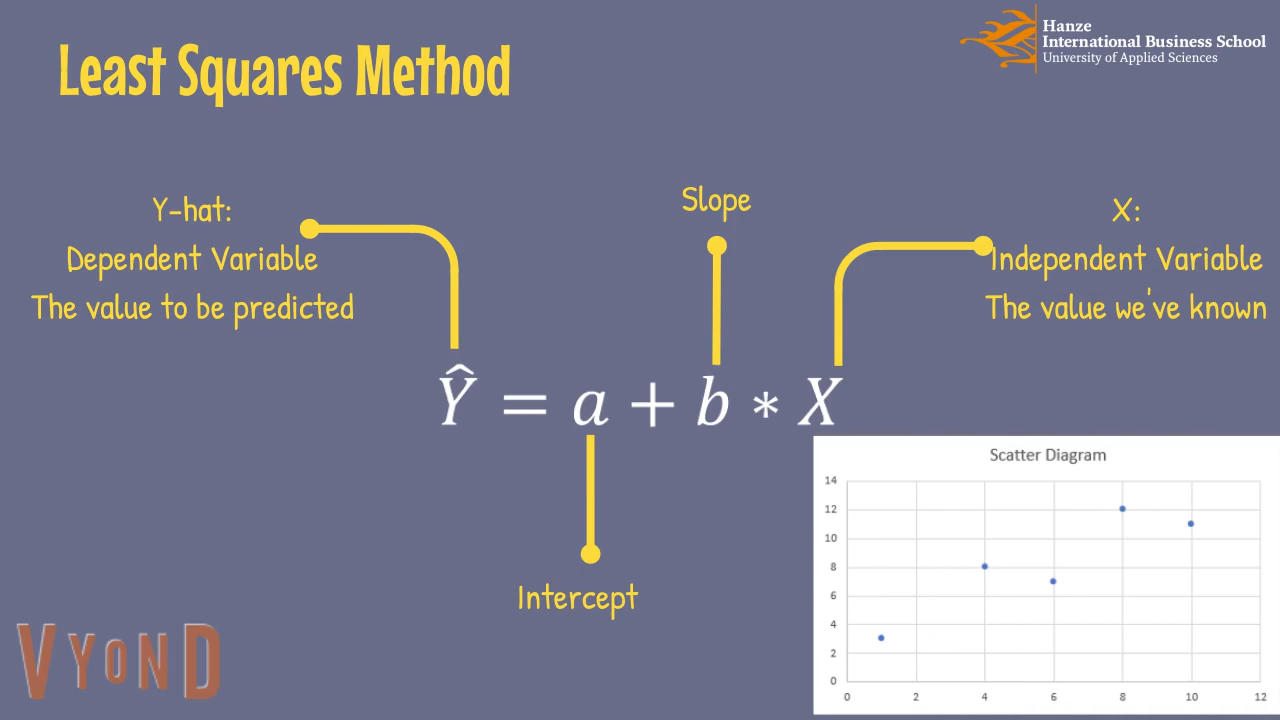 Least Squares Method
Hanze
International Business School
University of Applied Sciences
Y-hat:
Dependent Variable
The value to be predicted
Slope
X:
Independent Variable
The value we've known
Ŷ = a + b * X
Intercept
Scatter Diagram
14
12
10
8
6
4
2
0
0 2 4 6 8 10 12
VYOND